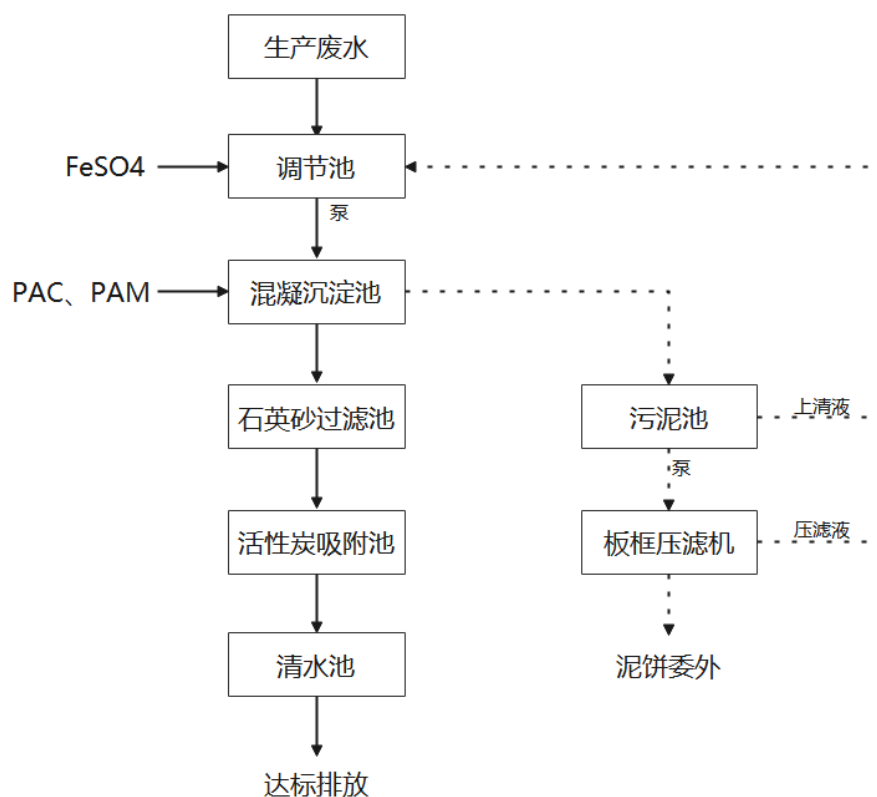 生产废水
FeSO4
调节池
泵
PAC、PAM
混凝沉淀池
石英砂过滤池
污泥池
上清液
泵
活性炭吸附池
板框压滤机
压滤液
清水池
泥饼委外
达标排放